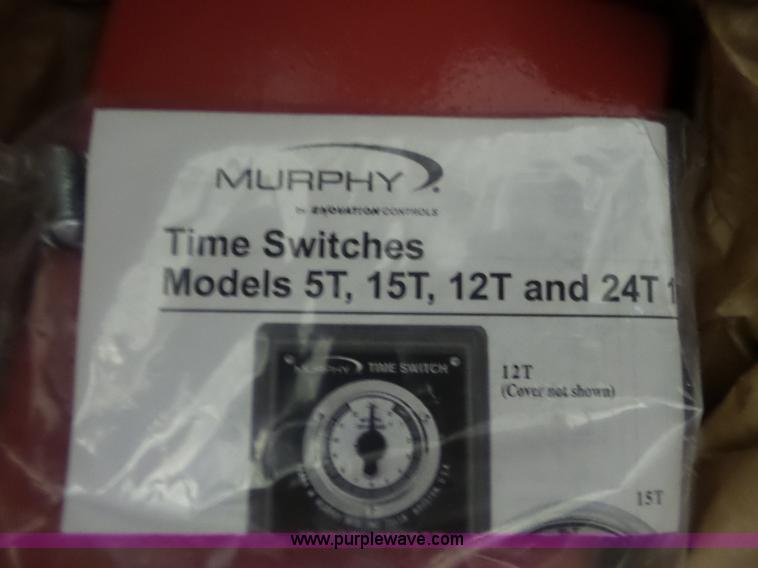 MURPHY
by ENOVATION CONTROLS
Time Switches
Models 5T, 15T, 12T and 24T 1
MURPHY TIME SWITCH
12T
(Cover not shown)
15T
www.purplewave.com